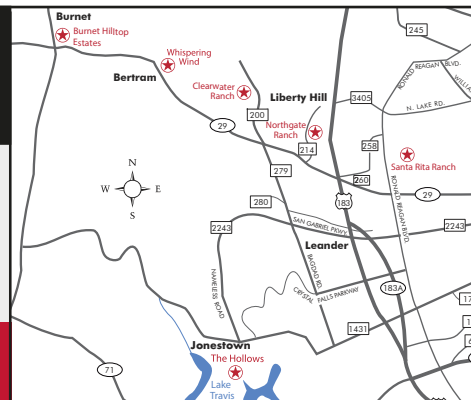 Burnet
Burnet Hilltop
Estates
245
Whispering
Wind
RONALD REAGAN BLVD.
Bertram
Clearwater
Ranch
Liberty Hill
3405
N. LAKE RD.
200
29
Northgate
Ranch
214
258
Santa Rita Ranch
279
260
N
W E
S
280
183
29
RONALD REAGAN BLVD.
2243
SAN GABRIEL PKWY.
2243
Leander
BAGDAD RD.
NAMELESS ROAD
CRYSTAL FALLS PARKWAY
183A
1431
Jonestown
The Hollows
71
Lake
Travis